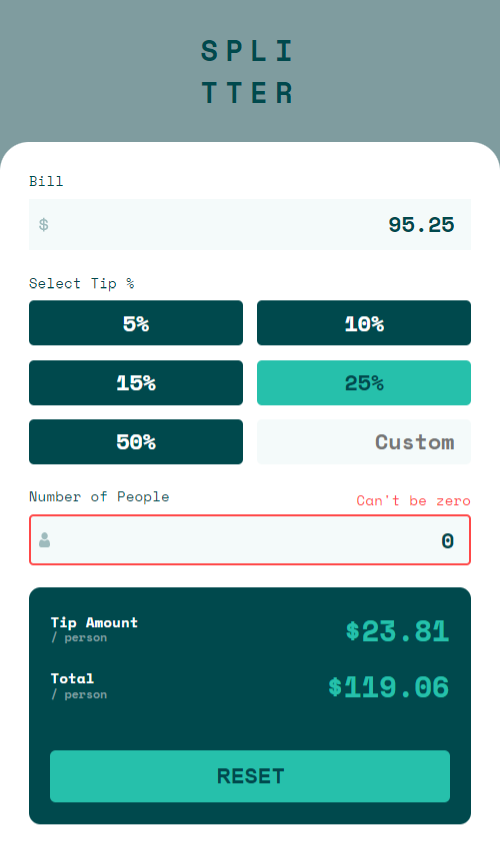 SPLI
TTER
Bill
$ 95.25
Select Tip %
5% 10%
15% 25%
50% Custom
Number of People Can't be zero
0
Tip Amount
/ person
$23.81
Total
/ person
$119.06
RESET